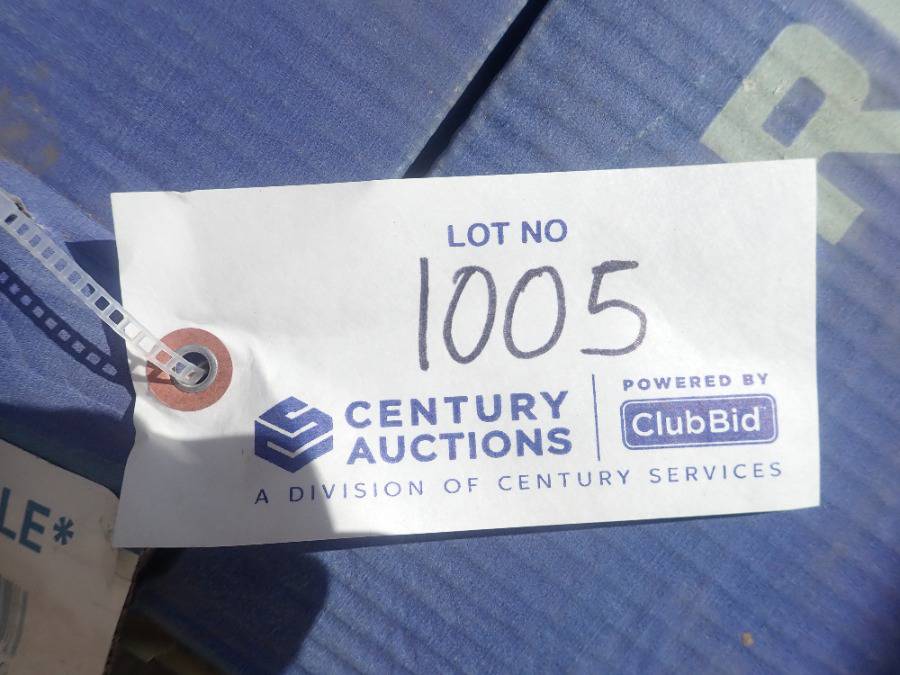 R
LOT NO
1005
CENTURY
AUCTIONS
POWERED BY
ClubBid
A DIVISION OF CENTURY SERVICES
LE*